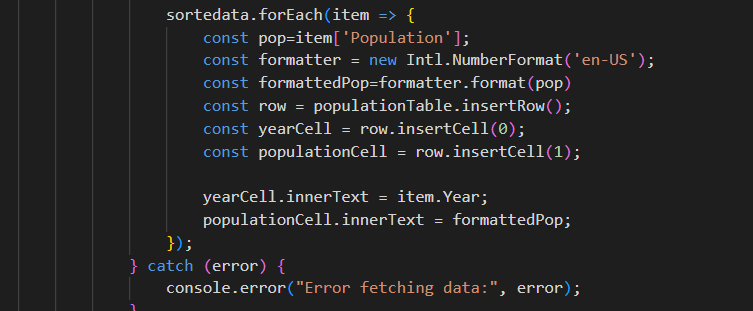 sortedata.forEach(item => {
const pop=item['Population'];
const formatter = new Intl.NumberFormat('en-US');
const formattedPop=formatter.format(pop)
const row = populationTable.insertRow();
const yearCell = row.insertCell(0);
const populationCell = row.insertCell(1);
yearCell.innerText = item.Year;
populationCell.innerText = formattedPop;
});
} catch (error) {
console.error("Error fetching data:", error);
}